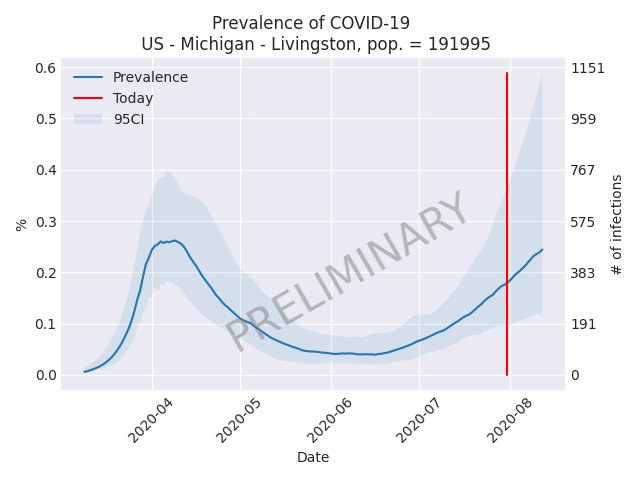 Prevalence of COVID-19
US - Michigan - Livingston, pop. = 191995
Prevalence
Today
95CI
PRELIMINARY
%
0.6
0.5
0.4
0.3
0.2
0.1
0.0
1151
959
767
575
383
191
0
# of infections
2020-04
2020-05
2020-06
2020-07
2020-08
Date